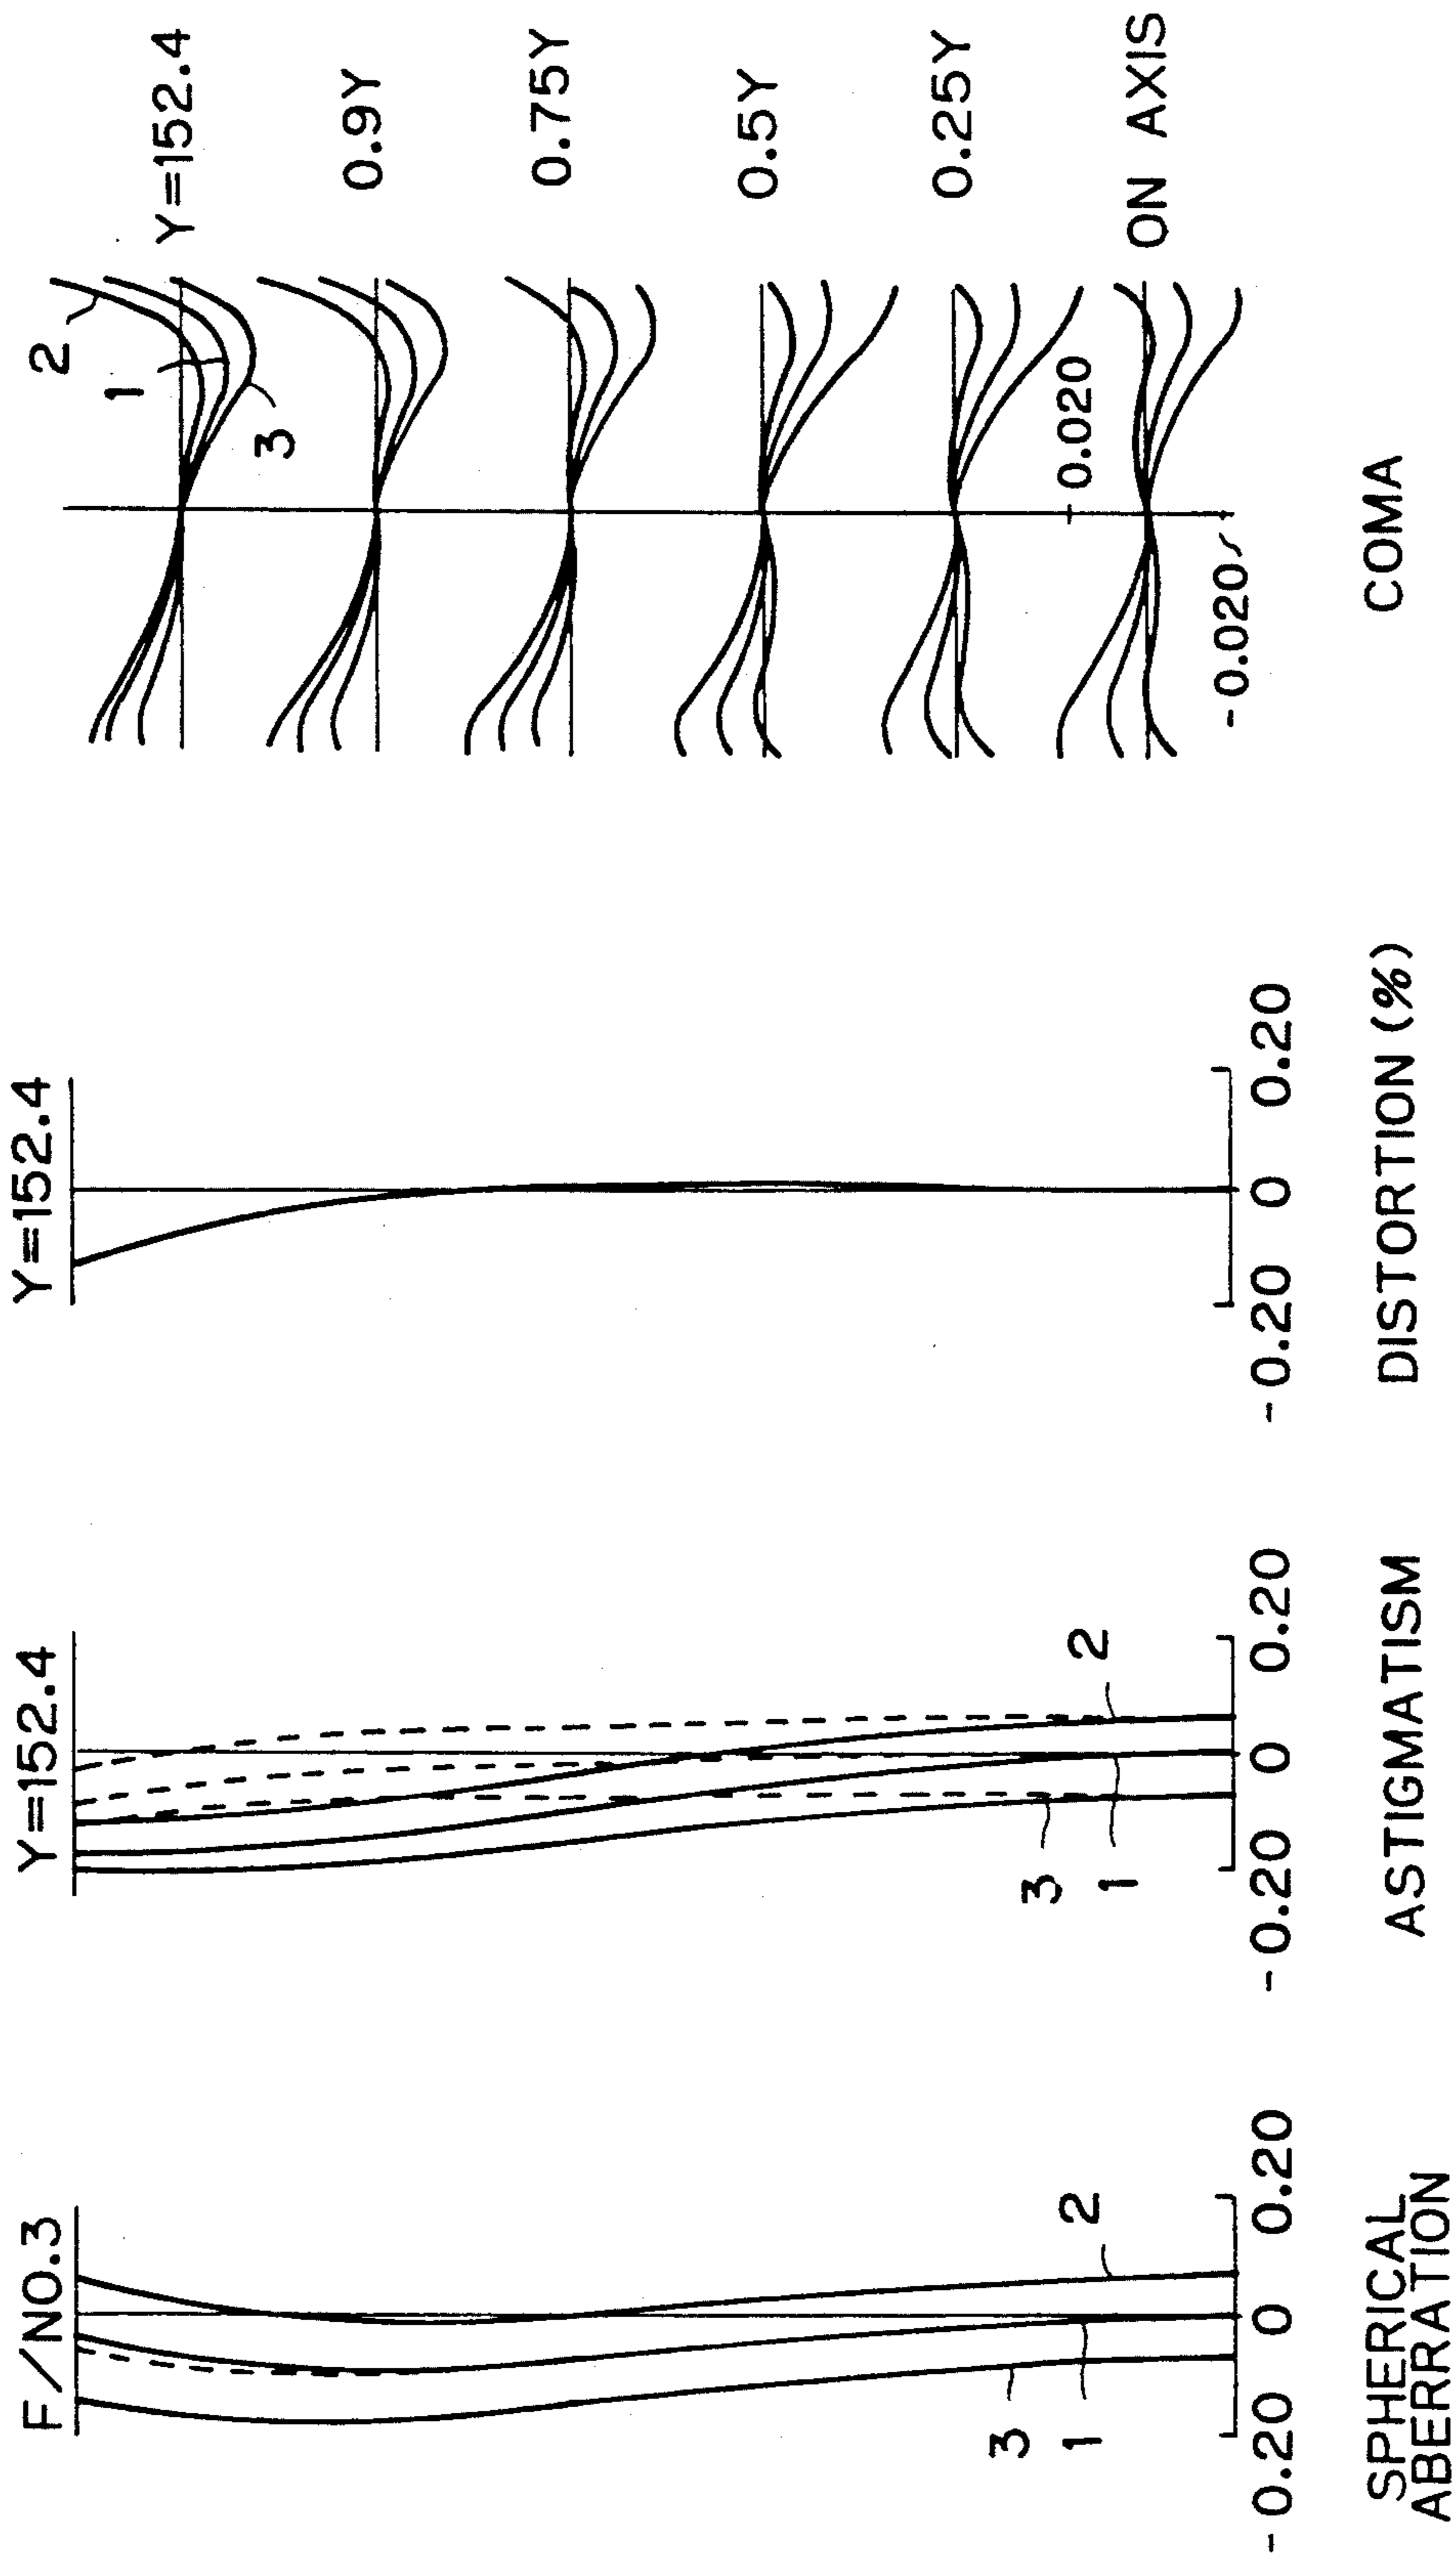 F/NO.3
3
1
2
-0.20
0
0.20
SPHERICAL
ABERRATION
Y=152.4
3
1
2
-0.20
0
0.20
ASTIGMATISM
Y=152.4
-0.20
0
0.20
DISTORTION (%)
2
1
3
Y=152.4
0.9Y
0.75Y
0.5Y
0.25Y
0.020
ON AXIS
-0.020
COMA